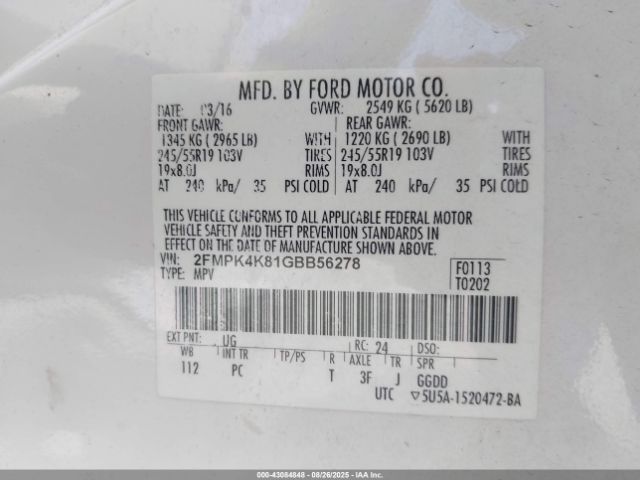 MFD. BY FORD MOTOR CO.
DATE: 03/16 GVWR: 2549 KG ( 5620 LB)
FRONT GAWR: REAR GAWR:
1345 KG ( 2965 LB) WITH 1220 KG ( 2690 LB) WITH
245/55R19 103V TIRES 245/55R19 103V TIRES
19x8.0J RIMS 19x8.0J RIMS
AT 240 kPa/ 35 PSI COLD AT 240 kPa/ 35 PSI COLD
THIS VEHICLE CONFORMS TO ALL APPLICABLE FEDERAL MOTOR
VEHICLE SAFETY AND THEFT PREVENTION STANDARDS IN
EFFECT ON THE DATE OF MANUFACTURE SHOWN ABOVE.
VIN: 2FMPK4K81GBB56278 F0113
TYPE: MPV T0202
EXT PNT: UG RC: 24 DSO:
WB INT TR TP/PS R AXLE TR SPR
112 PC T 3F J GGDD
UTC ▽5U5A-1520472-BA
000-43084848 - 08/26/2025 - IAAI.COM